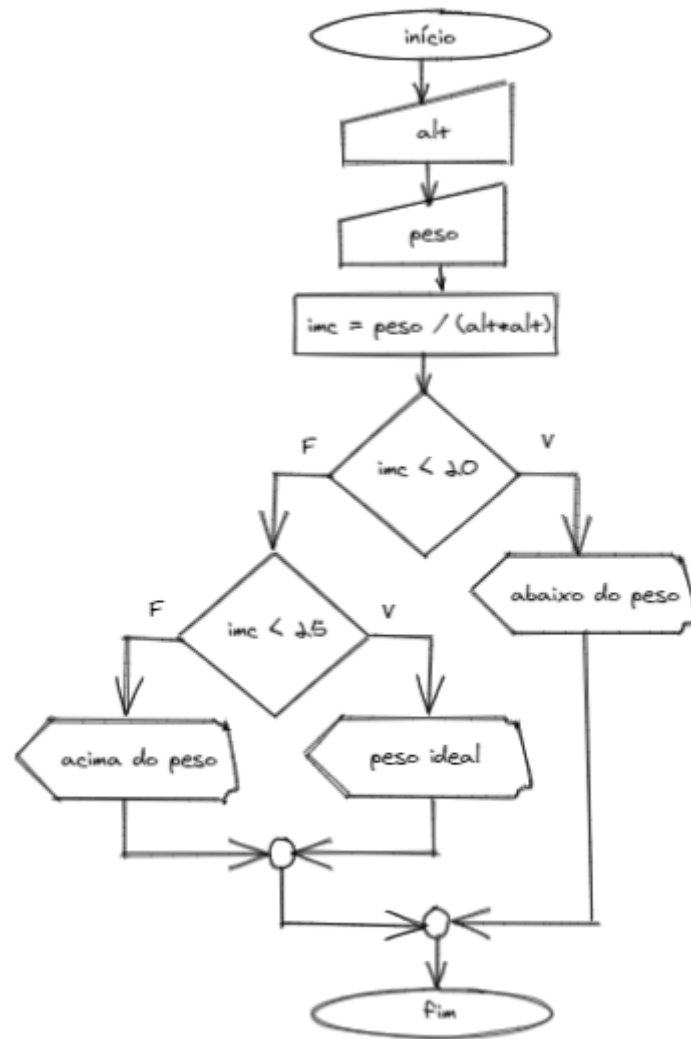 início
alt
peso
imc = peso / (alt*alt)
F
V
imc < 20
abaixo do peso
F
V
imc < 25
acima do peso
peso ideal
fim